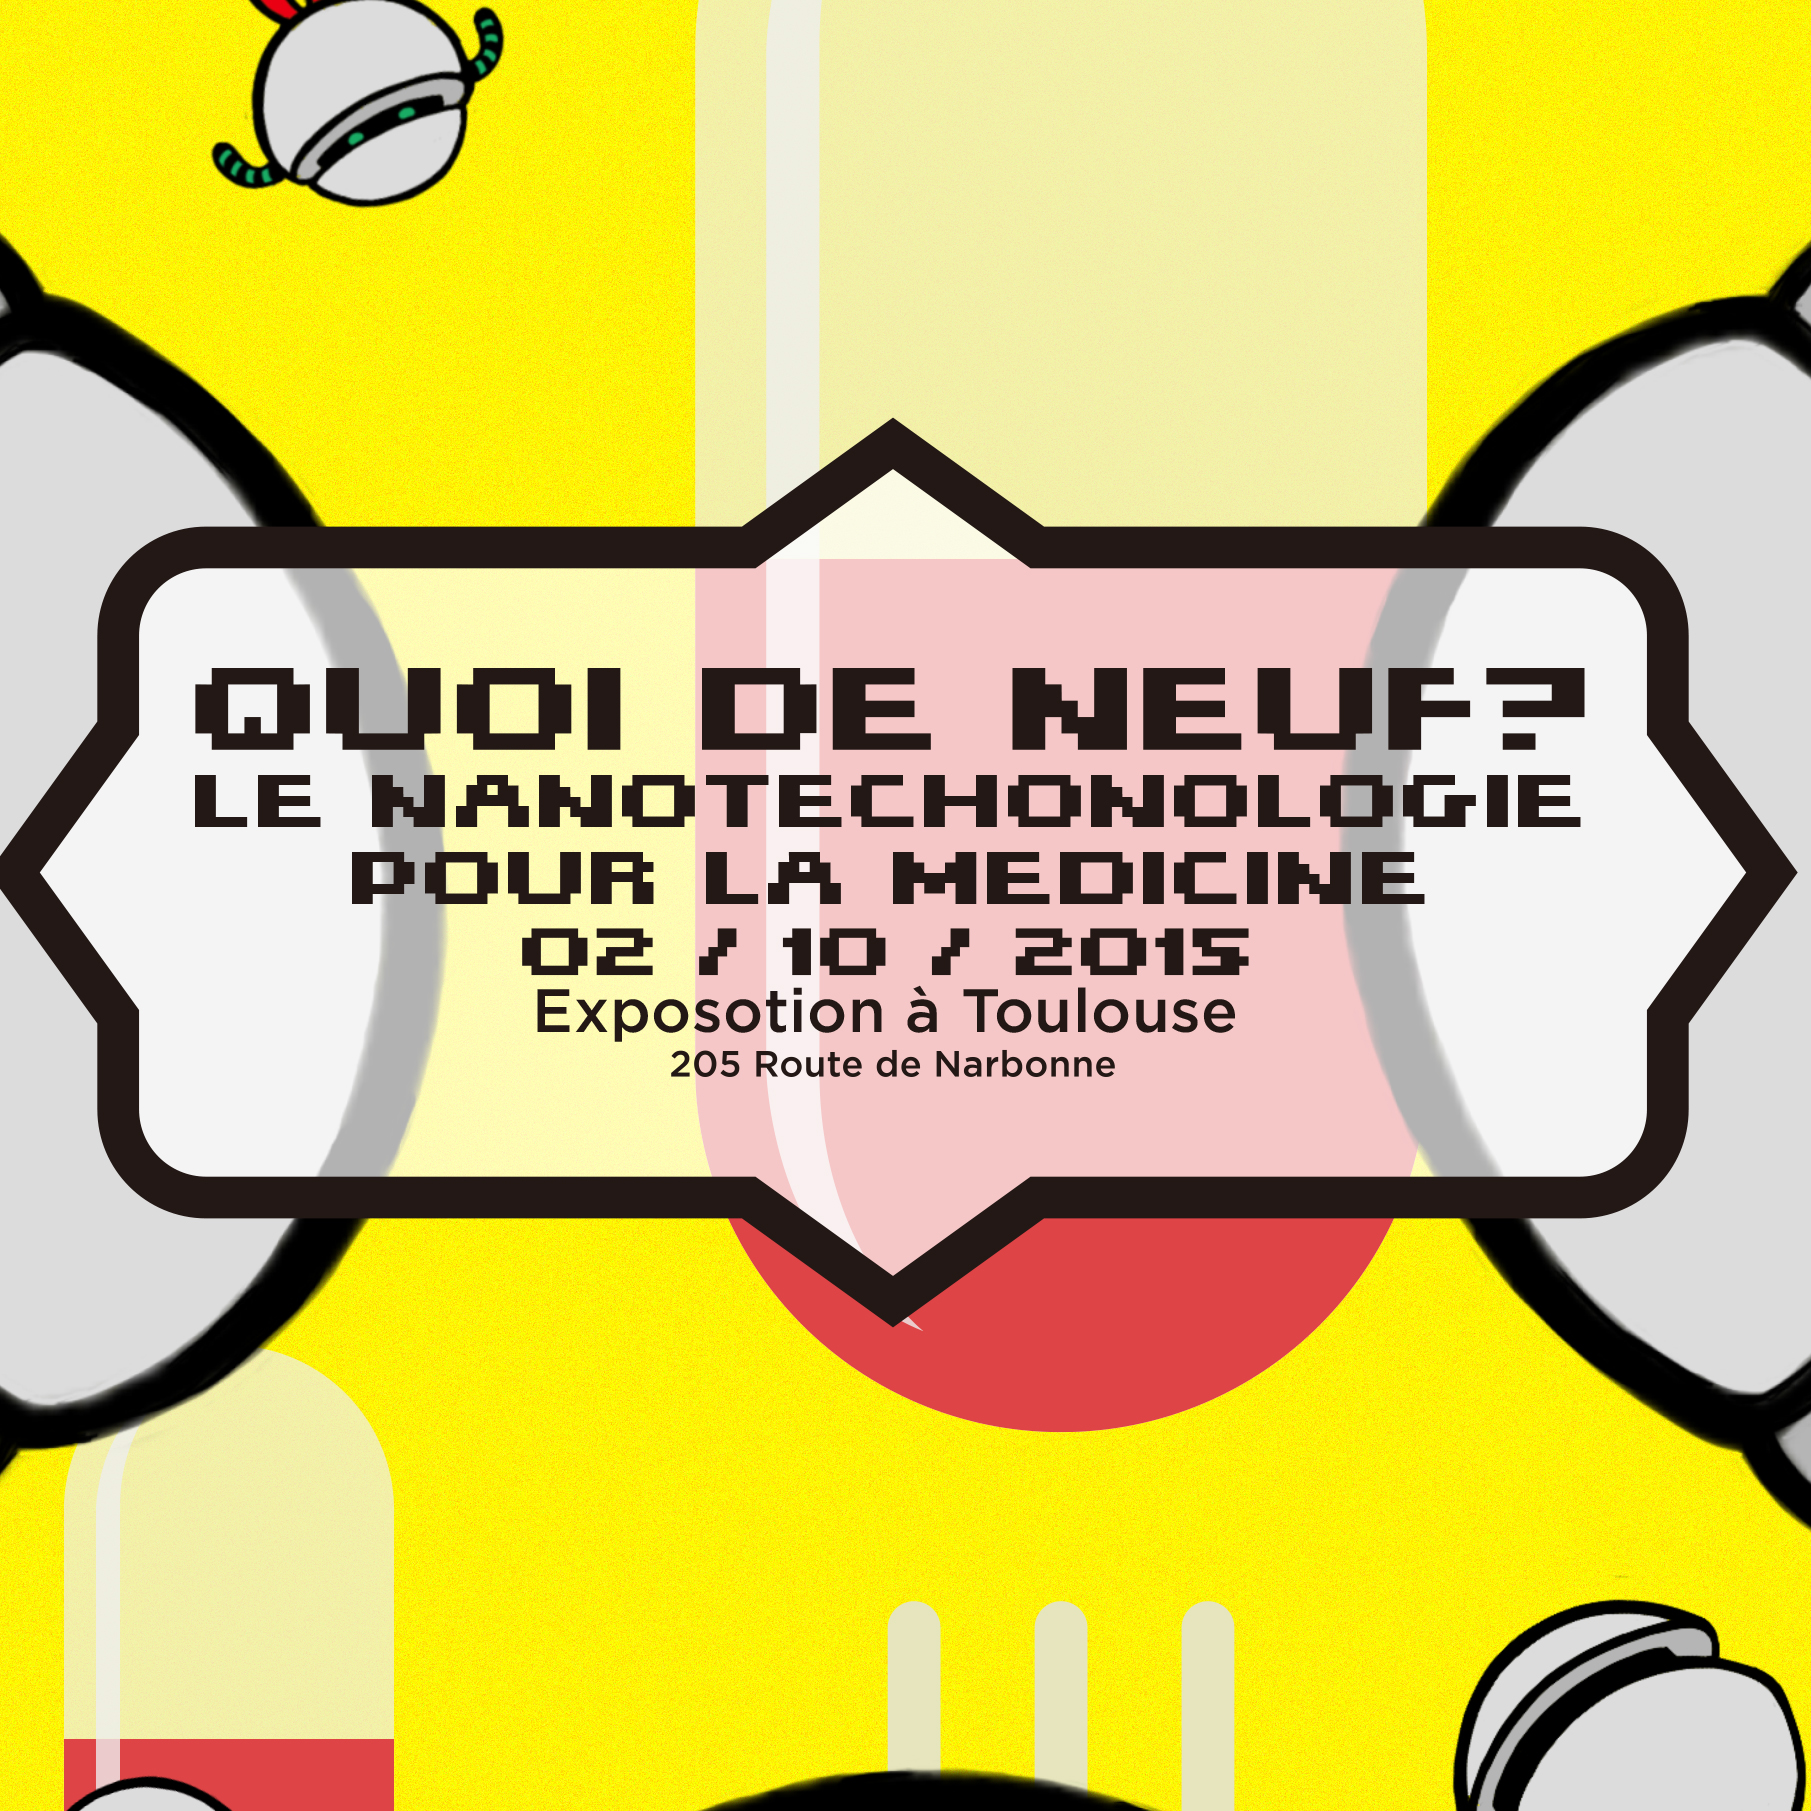 QUOI DE NEUF?
LE NANOTECHONOLOGIE
POUR LA MEDICINE
02 / 10 / 2015
Exposotion à Toulouse
205 Route de Narbonne